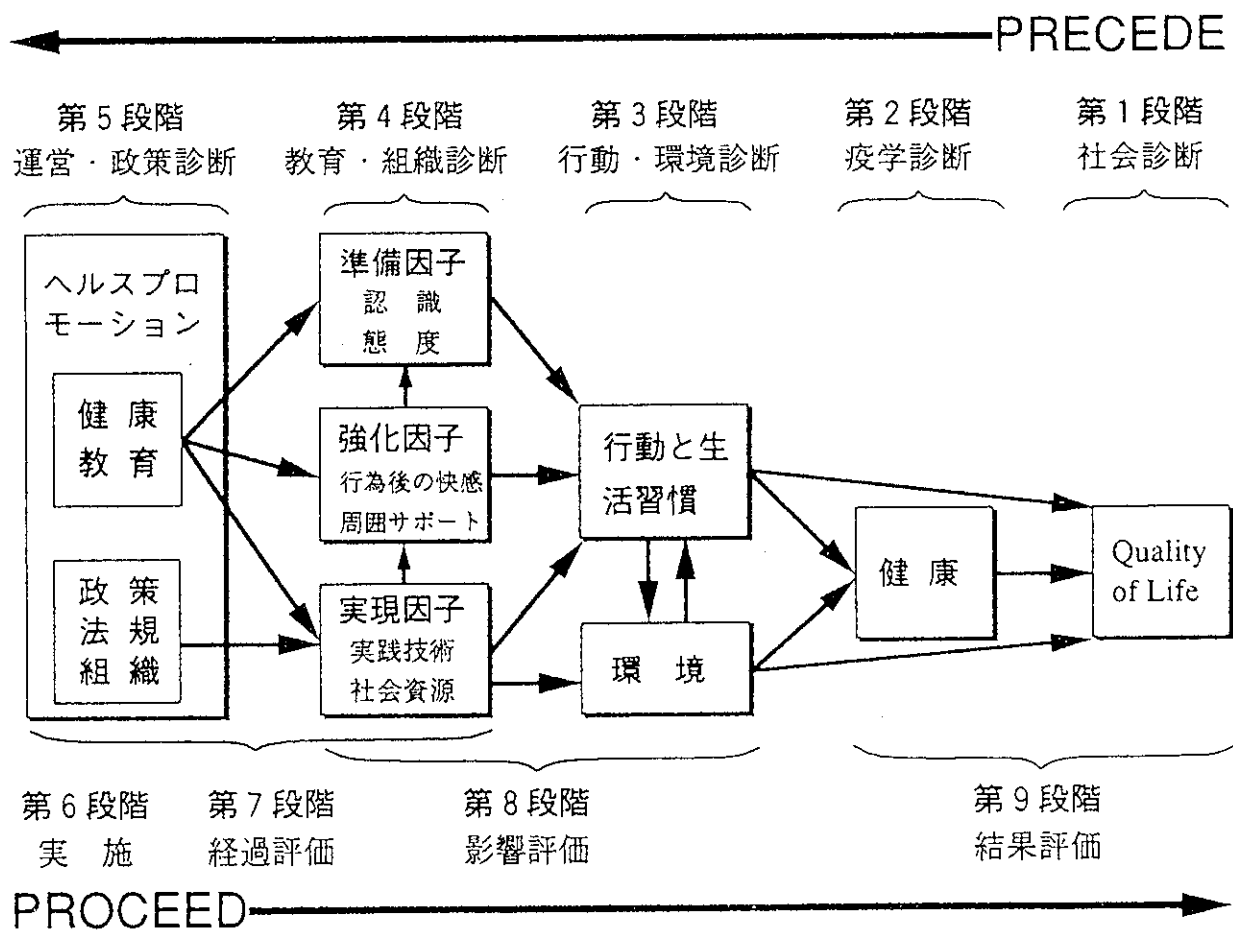 PRECEDE
第5段階
運営・政策診断
第4段階
教育・組織診断
第3段階
行動・環境診断
第2段階
疫学診断
第1段階
社会診断
ヘルスプロ
モーション
健康
教育
政策
法規
組織
準備因子
認識
態度
強化因子
行為後の快感
周囲サポート
実現因子
実践技術
社会資源
行動と生
活習慣
環境
健康
Quality
of Life
第6段階
実施
第7段階
経過評価
第8段階
影響評価
第9段階
結果評価
PROCEED